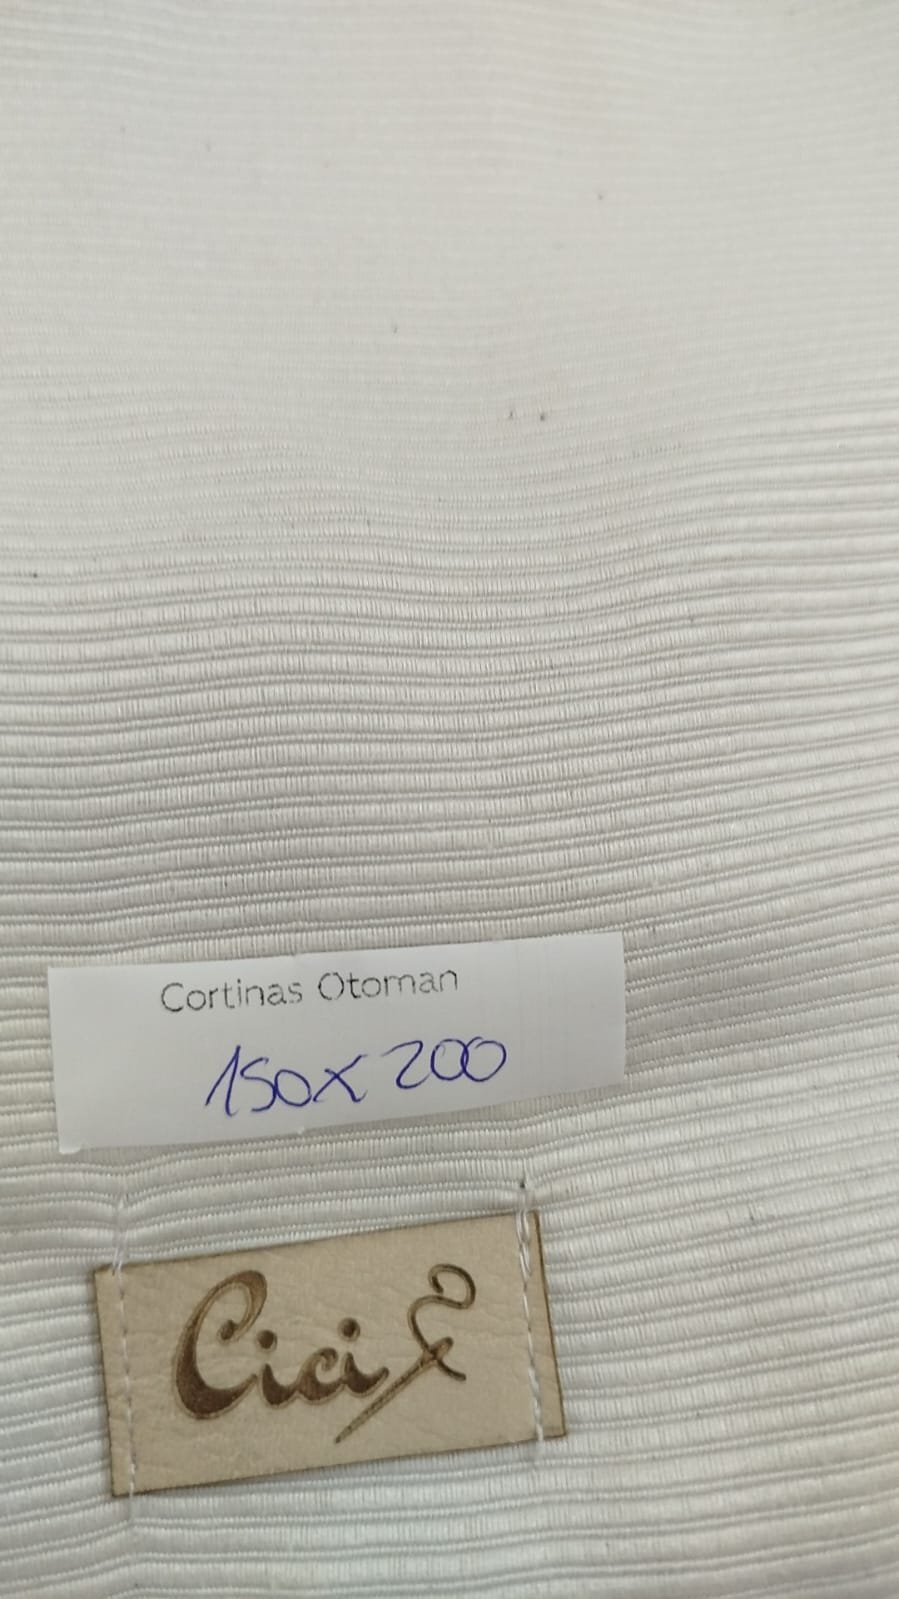 Cortinas Otoman
150x200
Cici